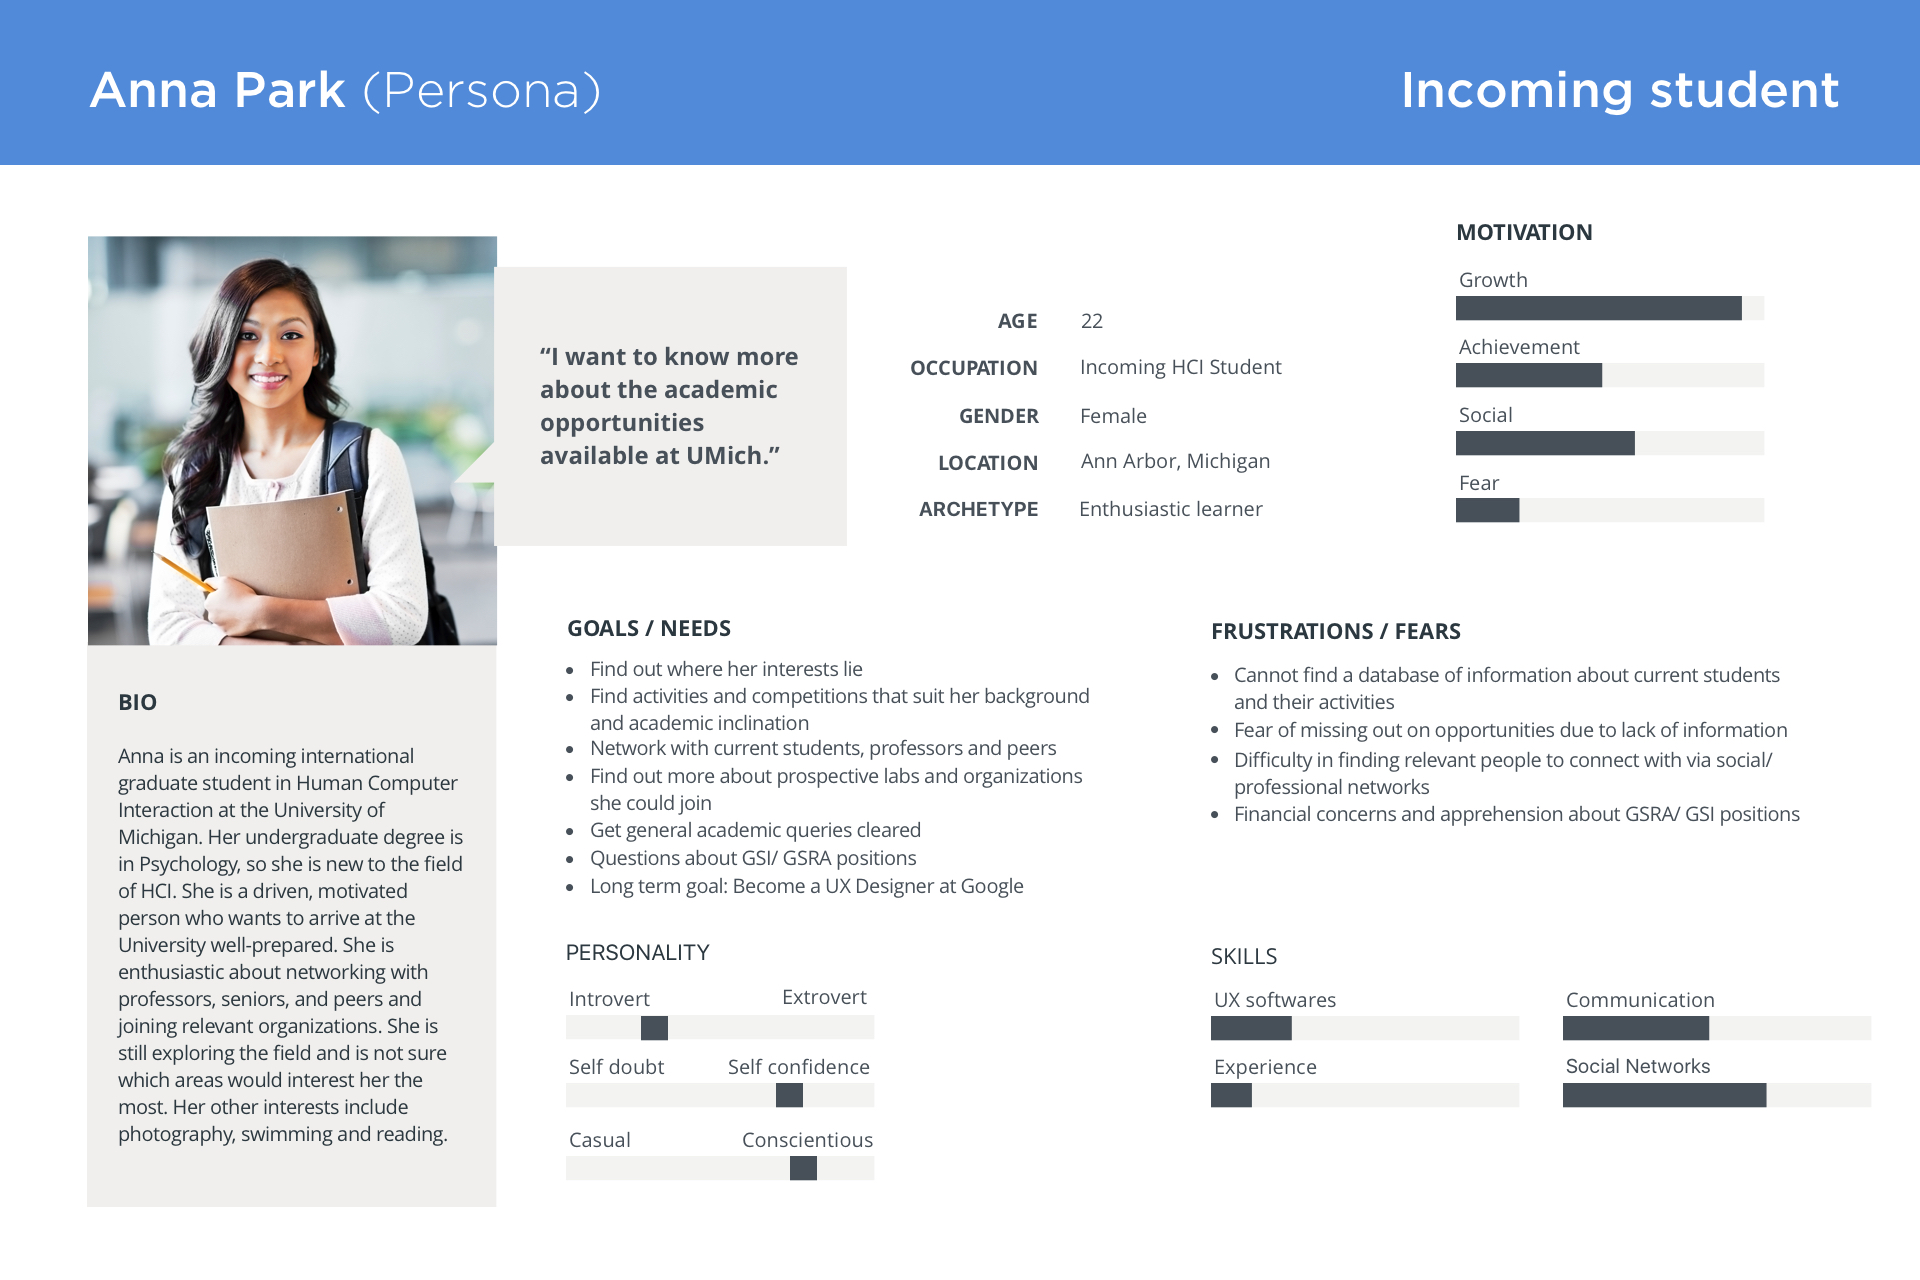 Anna Park (Persona)
Incoming student
“I want to know more
about the academic
opportunities
available at UMich.”
AGE 22
OCCUPATION Incoming HCI Student
GENDER Female
LOCATION Ann Arbor, Michigan
ARCHETYPE Enthusiastic learner
MOTIVATION
Growth
Achievement
Social
Fear
BIO
Anna is an incoming international
graduate student in Human Computer
Interaction at the University of
Michigan. Her undergraduate degree is
in Psychology, so she is new to the field
of HCI. She is a driven, motivated
person who wants to arrive at the
University well-prepared. She is
enthusiastic about networking with
professors, seniors, and peers and
joining relevant organizations. She is
still exploring the field and is not sure
which areas would interest her the
most. Her other interests include
photography, swimming and reading.
GOALS / NEEDS
• Find out where her interests lie
• Find activities and competitions that suit her background
and academic inclination
• Network with current students, professors and peers
• Find out more about prospective labs and organizations
she could join
• Get general academic queries cleared
• Questions about GSI/ GSRA positions
• Long term goal: Become a UX Designer at Google
FRUSTRATIONS / FEARS
• Cannot find a database of information about current students
and their activities
• Fear of missing out on opportunities due to lack of information
• Difficulty in finding relevant people to connect with via social/
professional networks
• Financial concerns and apprehension about GSRA/ GSI positions
PERSONALITY
Introvert Extrovert
Self doubt Self confidence
Casual Conscientious
SKILLS
UX softwares Communication
Experience Social Networks